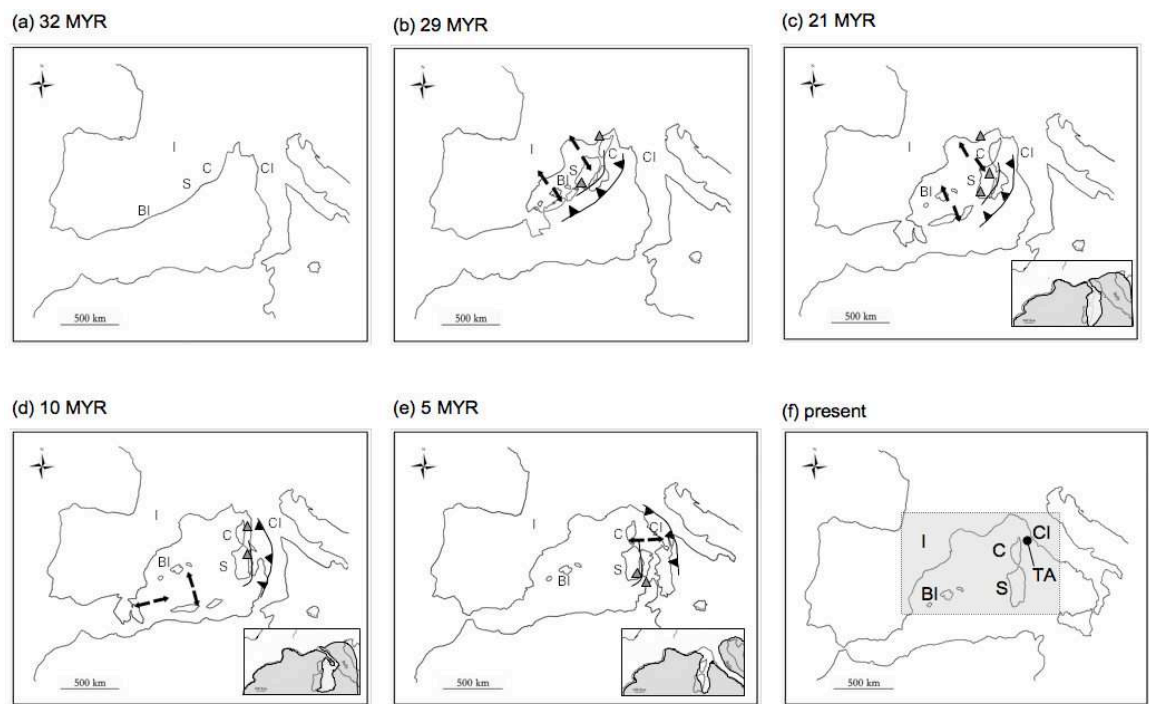 (a) 32 MYR
(b) 29 MYR
(c) 21 MYR
I
C
CI
S
BI
500 km
I
C
CI
S
BI
500 km
I
C
CI
S
BI
500 km
(d) 10 MYR
(e) 5 MYR
(f) present
I
C
CI
BI
S
500 km
I
C
CI
BI
S
500 km
I
C
CI
TA
BI
S
500 km